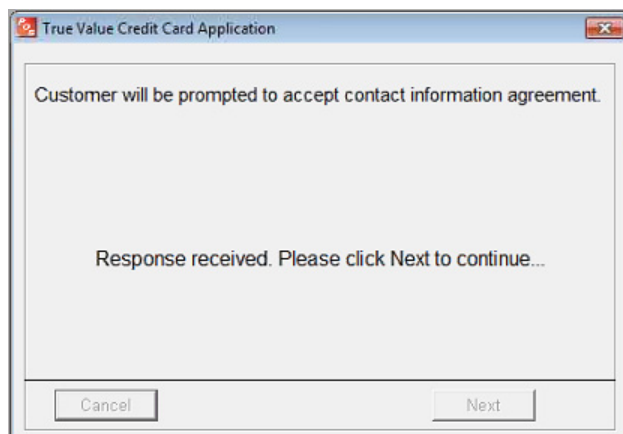 True Value Credit Card Application
Customer will be prompted to accept contact information agreement.
Response received. Please click Next to continue...
Cancel
Next